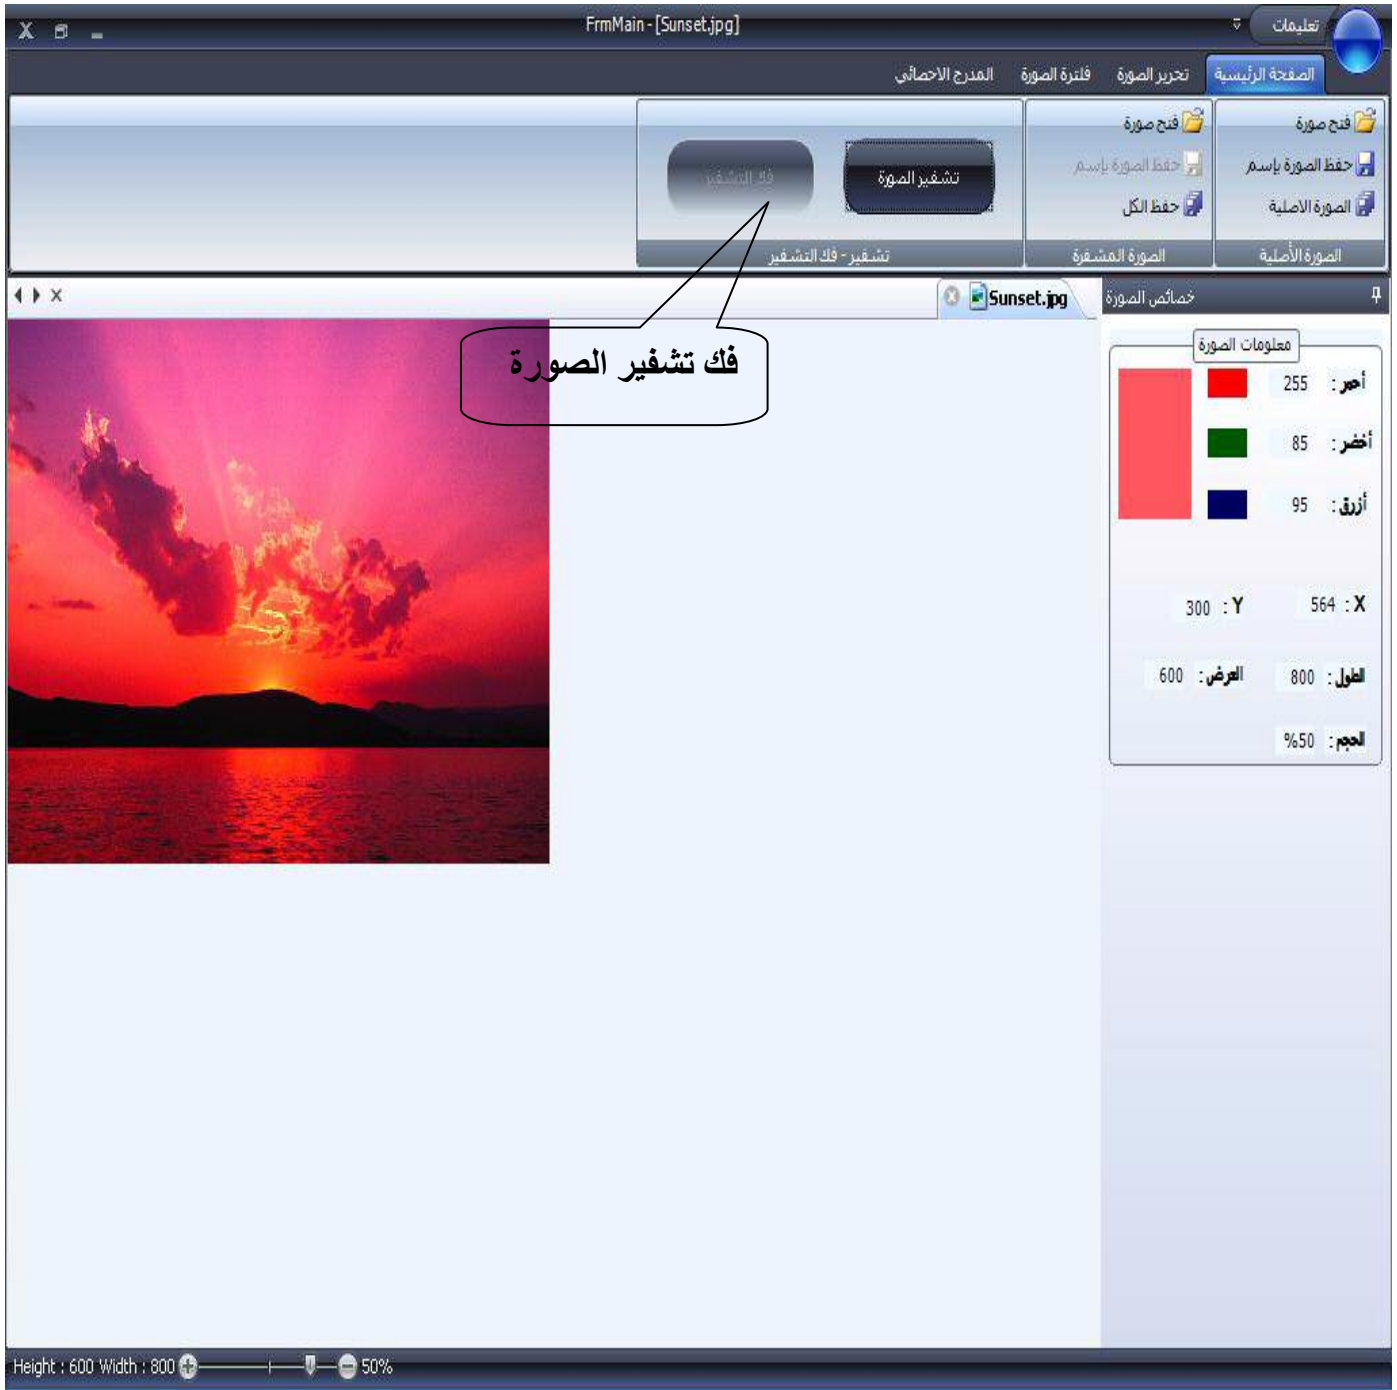 FrmMain - [Sunset.jpg]
تعليمات
الصفحة الرئيسية
تحرير الصورة
فلترة الصورة
المدرج الاحصائي
فتح صورة
حفظ الصورة بإسم
الصورة الاصلية
الصورة الأصلية
فتح صورة
حفظ الصورة بإسم
حفظ الكل
الصورة المشفرة
تشفير الصورة
فك التشفير
تشفير - فك التشفير
خصائص الصورة
Sunset.jpg
فك تشفير الصورة
معلومات الصورة
أحمر : 255
أخضر : 85
أزرق : 95
X : 564 Y : 300
الطول : 800 العرض : 600
الحجم : 50%
Height : 600 Width : 800 50%